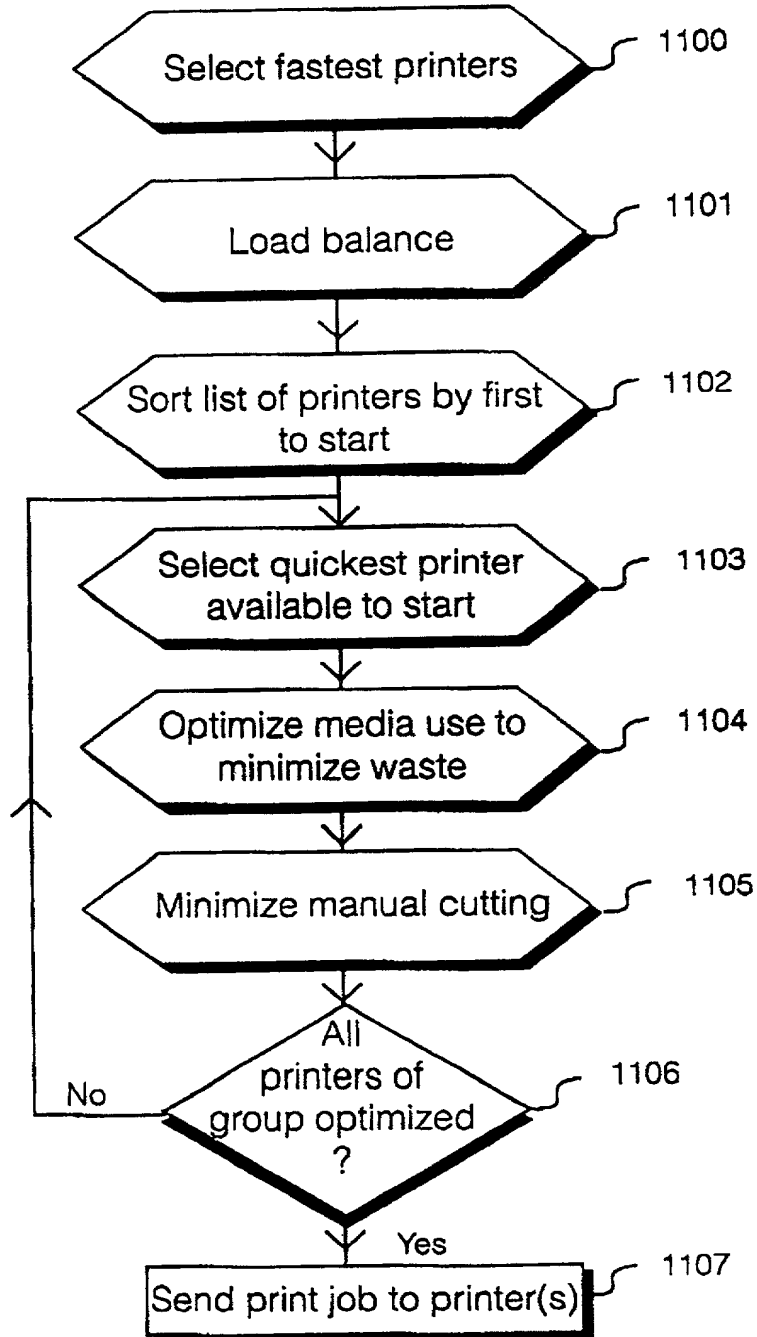 Select fastest printers
1100
Load balance
1101
Sort list of printers by first
to start
1102
Select quickest printer
available to start
1103
Optimize media use to
minimize waste
1104
Minimize manual cutting
1105
All
printers of
group optimized
?
1106
No
Yes
Send print job to printer(s)
1107